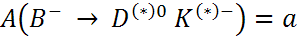 A(B⁻ → D⁽*⁾⁰ K⁽*⁾⁻) = a